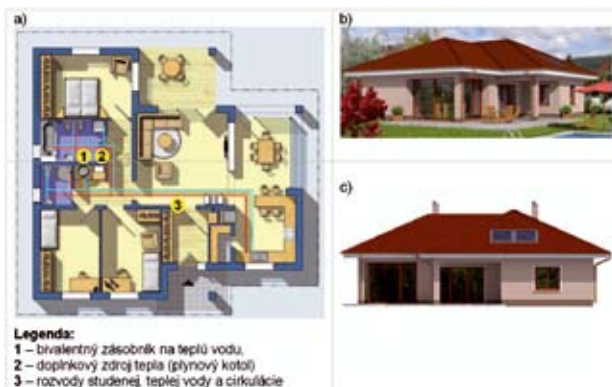 a)
b)
1 2
3
c)
Legenda:
1 – bivalentný zásobník na teplú vodu,
2 – doplnkový zdroj tepla (plynový kotol)
3 – rozvody studenej, teplej vody a cirkulácie